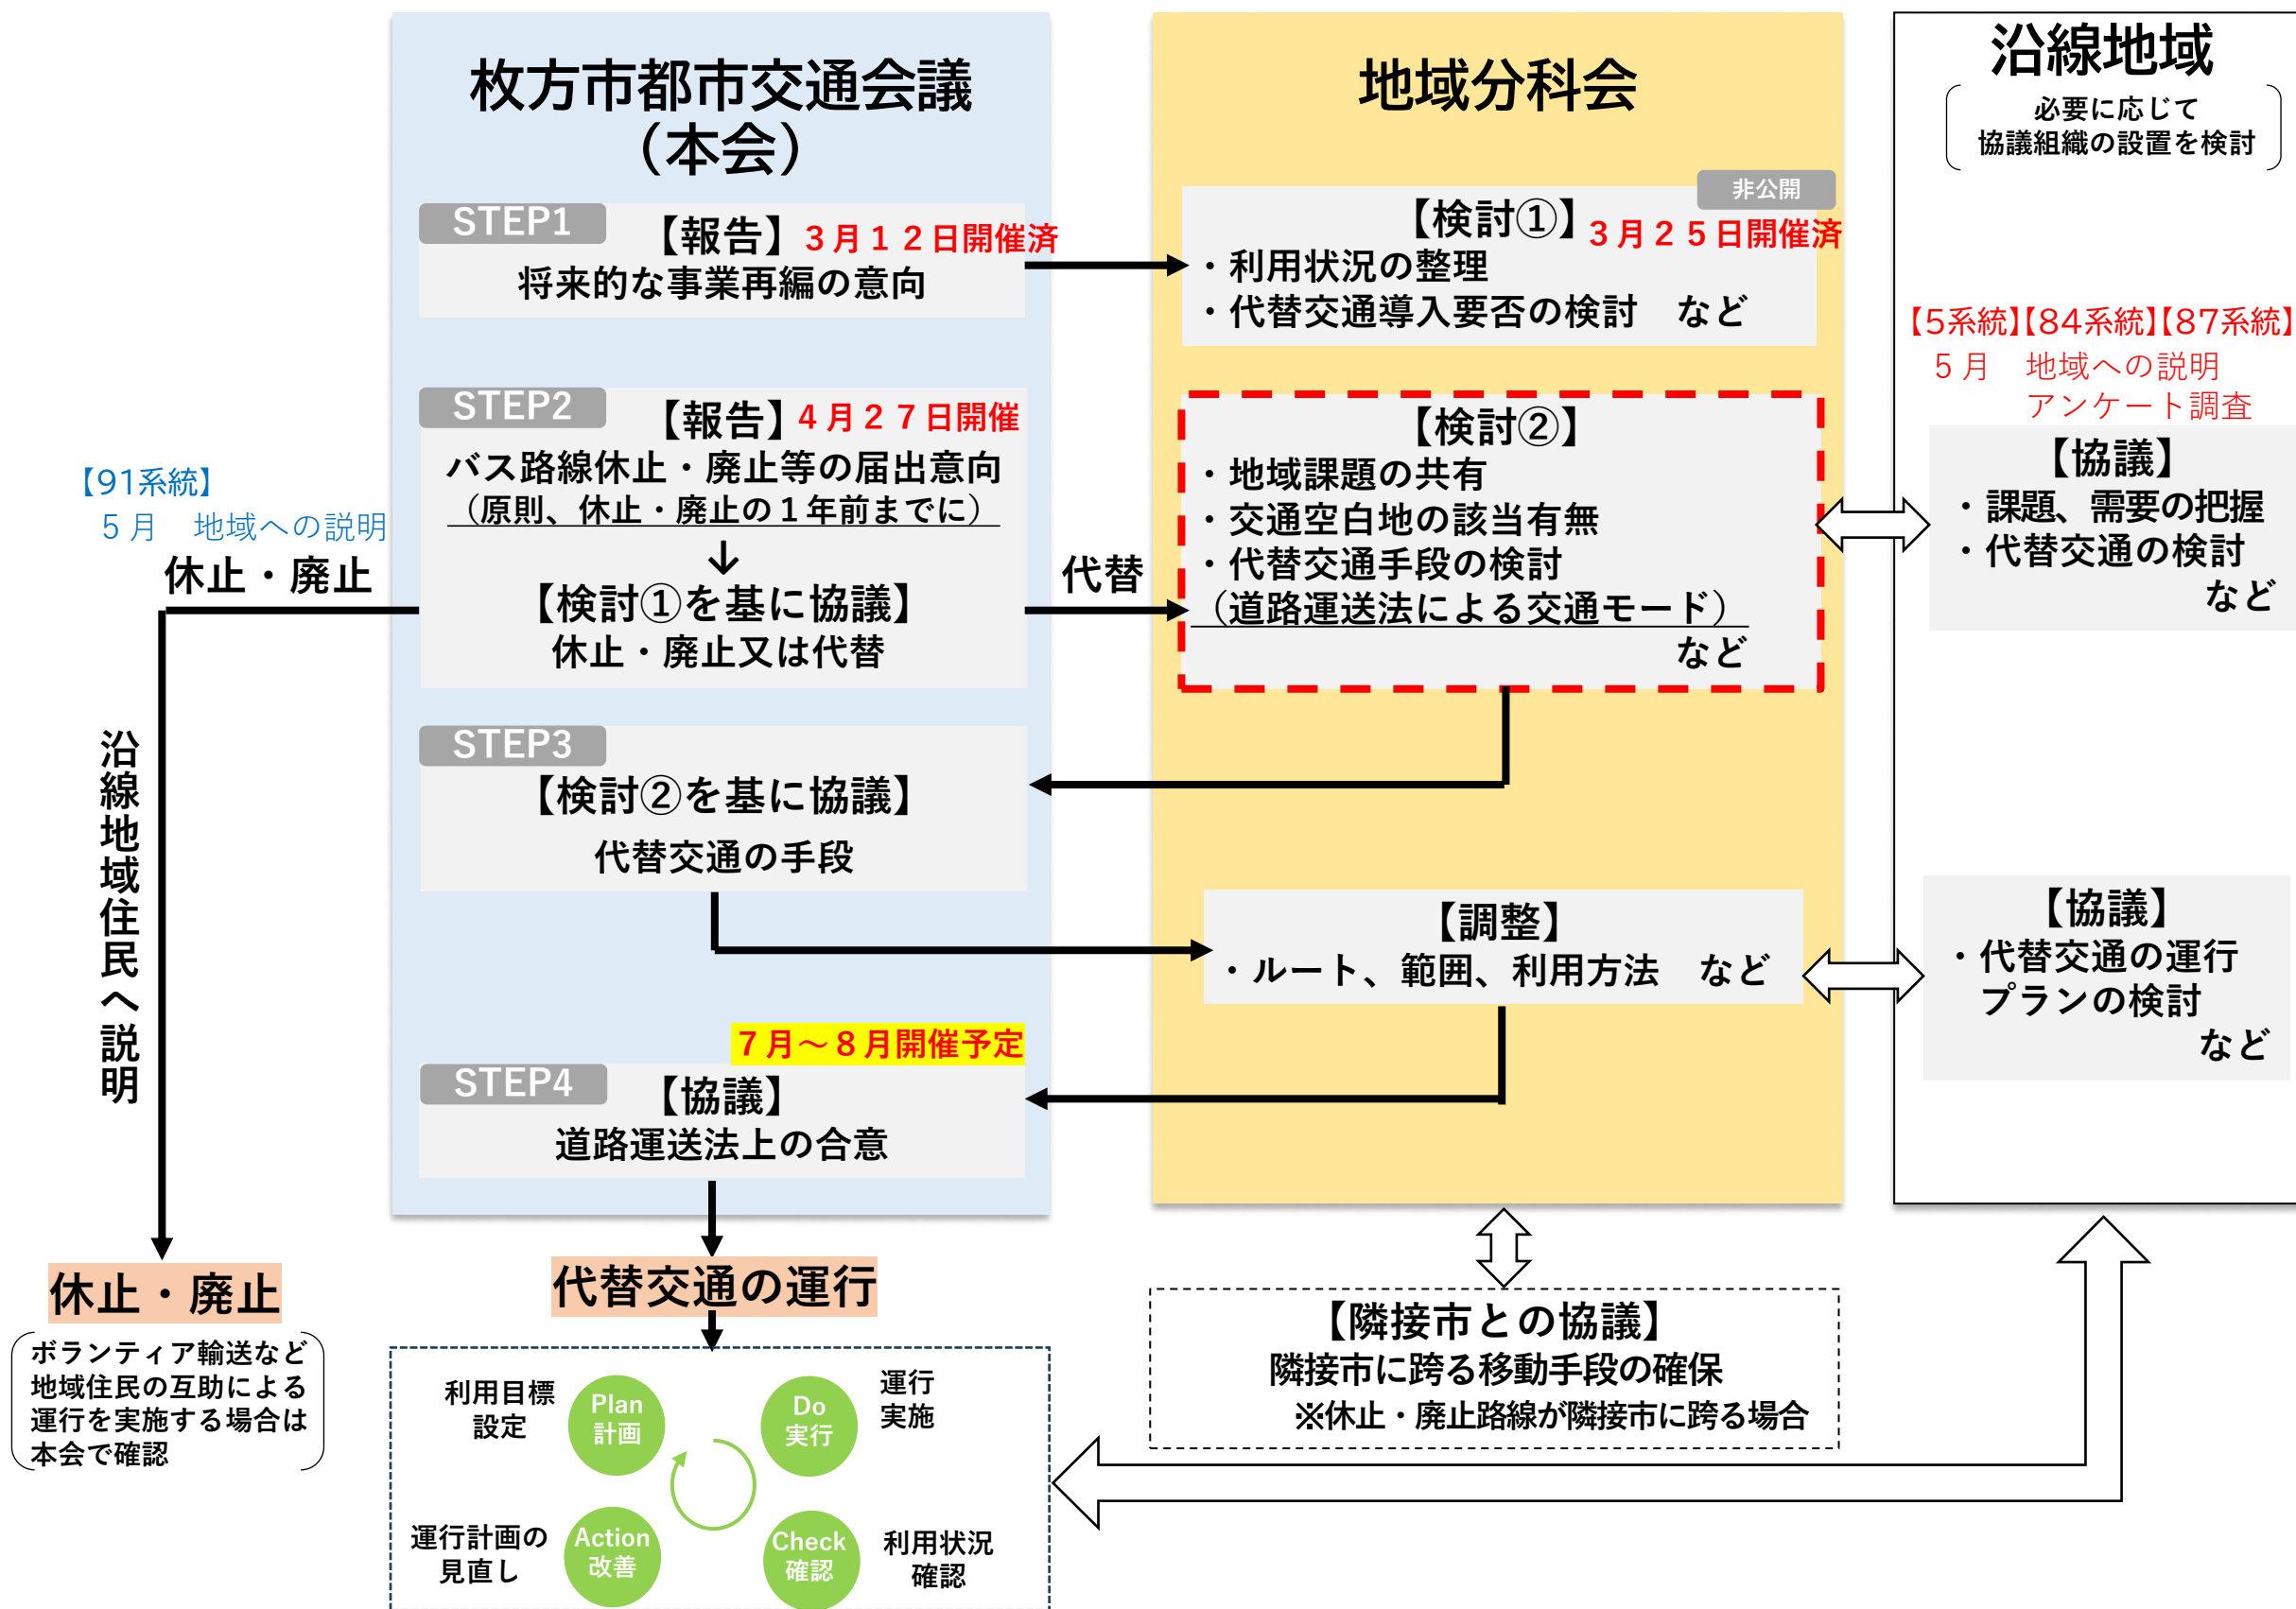 枚方市都市交通会議
（本会）
STEP1
【報告】３月１２日開催済
将来的な事業再編の意向
STEP2
【報告】４月２７日開催
バス路線休止・廃止等の届出意向
（原則、休止・廃止の１年前までに）
↓
【検討①を基に協議】
休止・廃止又は代替
STEP3
【検討②を基に協議】
代替交通の手段
７月～８月開催予定
STEP4
【協議】
道路運送法上の合意
代替
地域分科会
非公開
【検討①】３月２５日開催済
・利用状況の整理
・代替交通導入要否の検討　など
【検討②】
・地域課題の共有
・交通空白地の該当有無
・代替交通手段の検討
（道路運送法による交通モード）
など
【調整】
・ルート、範囲、利用方法　など
沿線地域
必要に応じて
協議組織の設置を検討
【5系統】【84系統】【87系統】
５月　地域への説明
アンケート調査
【協議】
・課題、需要の把握
・代替交通の検討
など
【協議】
・代替交通の運行
プランの検討
など
【91系統】
５月　地域への説明
休止・廃止
沿線地域住民へ説明
休止・廃止
ボランティア輸送など
地域住民の互助による
運行を実施する場合は
本会で確認
代替交通の運行
利用目標
設定
Plan
計画
Do
実行
運行
実施
運行計画の
見直し
Action
改善
Check
確認
利用状況
確認
【隣接市との協議】
隣接市に跨る移動手段の確保
※休止・廃止路線が隣接市に跨る場合